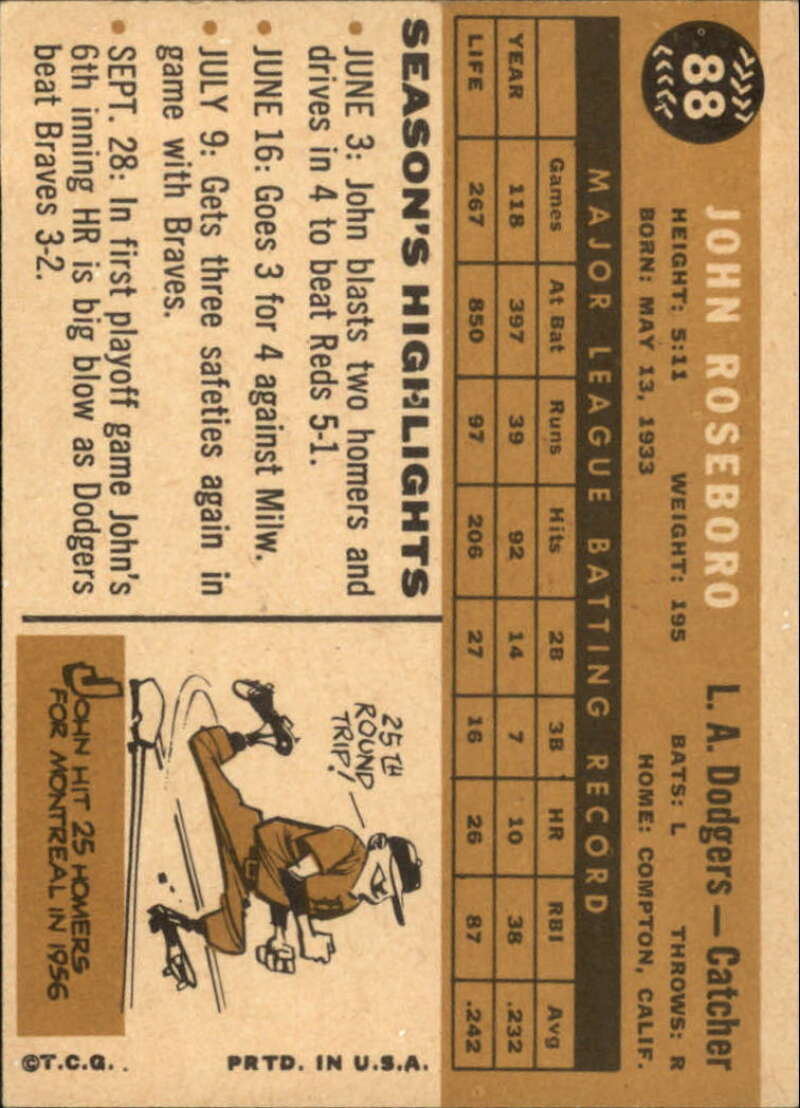 88
JOHN ROSEBORO L. A. Dodgers — Catcher
HEIGHT: 5:11 WEIGHT: 195 BATS: L THROWS: R
BORN: MAY 13, 1933 HOME: COMPTON, CALIF.
MAJOR LEAGUE BATTING RECORD
Games At Bat Runs Hits 2B 3B HR RBI Avg
YEAR 118 397 39 92 14 7 10 38 .232
LIFE 267 850 97 206 27 16 26 87 .242
SEASON'S HIGHLIGHTS
• JUNE 3: John blasts two homers and
drives in 4 to beat Reds 5-1.
• JUNE 16: Goes 3 for 4 against Milw.
• JULY 9: Gets three safeties again in
game with Braves.
• SEPT. 28: In first playoff game John's
6th inning HR is big blow as Dodgers
beat Braves 3-2.
25TH
ROUND
TRIP!
JOHN HIT 25 HOMERS
FOR MONTREAL IN 1956
©T.C.G. PRTD. IN U.S.A.